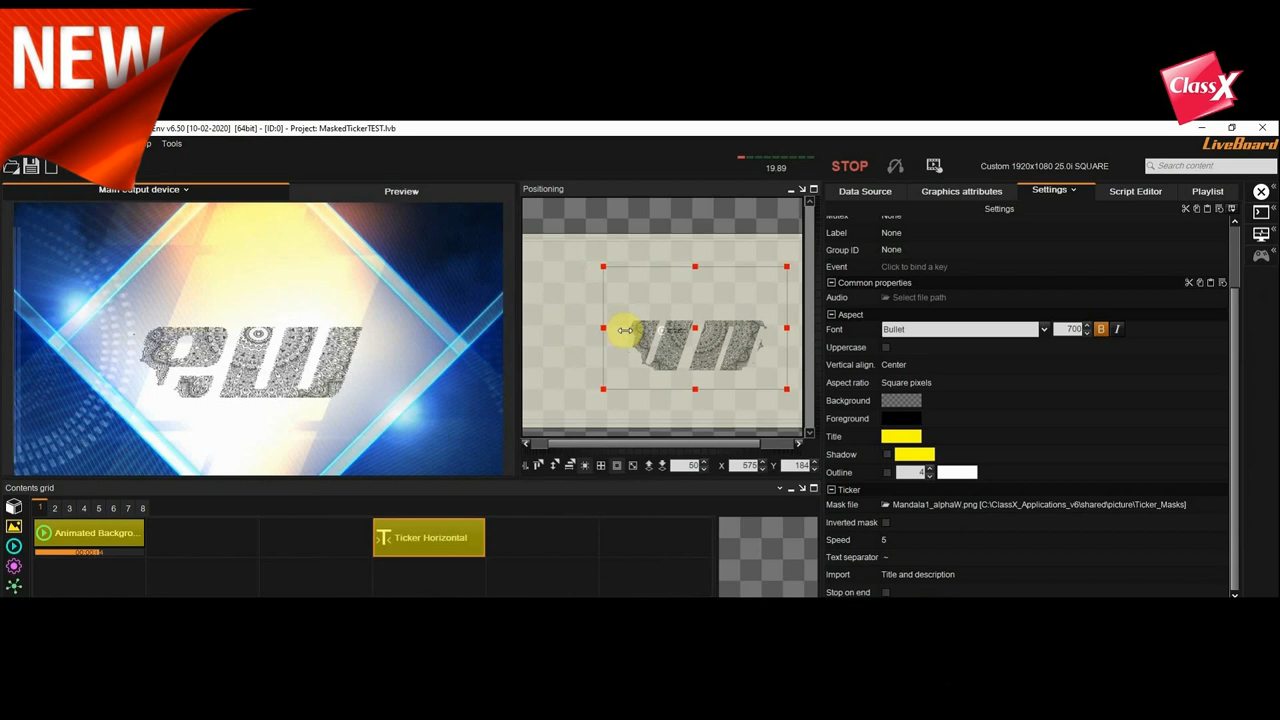 NEW
ClassX
Env v6.50 [10-02-2020] [64bit] - [ID:0] - Project: MaskedTickerTEST.lvb
Tools
LiveBoard
19.89
STOP
Custom 1920x1080 25.0i SQUARE
Search content
Main output device
Preview
Positioning
Data Source
Graphics attributes
Settings
Script Editor
Playlist
Settings
Mutex None
Label None
Group ID None
Event Click to bind a key
Common properties
Audio Select file path
Aspect
Font Bullet 700 B I
Uppercase
Vertical align. Center
Aspect ratio Square pixels
Background
Foreground
Title
Shadow
Outline 4
Ticker
Mask file Mandala1_alphaW.png [C:\ClassX_Applications_v6\shared\picture\Ticker_Masks]
Inverted mask
Speed 5
Text separator ~
Import Title and description
Stop on end
ew
50 X 575 Y 184
Contents grid
1 2 3 4 5 6 7 8
Animated Backgro...
Ticker Horizontal